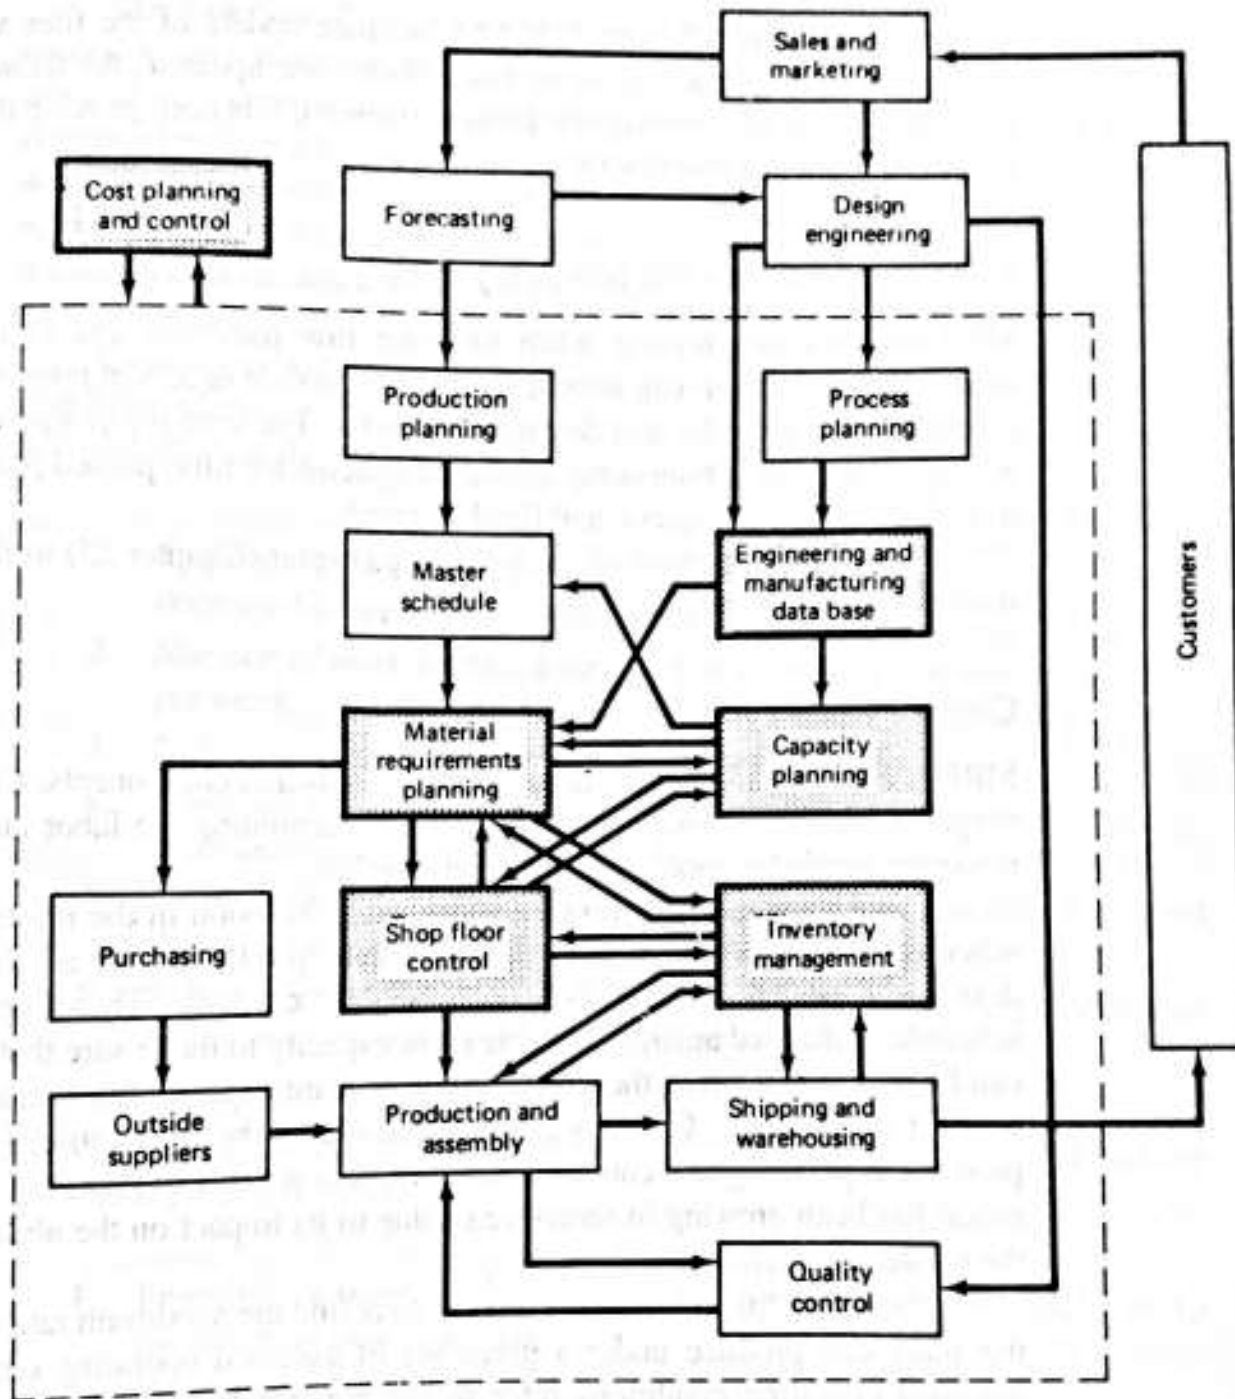 Sales and
marketing
Cost planning
and control
Forecasting
Design
engineering
Production
planning
Process
planning
Master
schedule
Engineering and
manufacturing
data base
Customers
Material
requirements
planning
Capacity
planning
Purchasing
Shop floor
control
Inventory
management
Outside
suppliers
Production and
assembly
Shipping and
warehousing
Quality
control